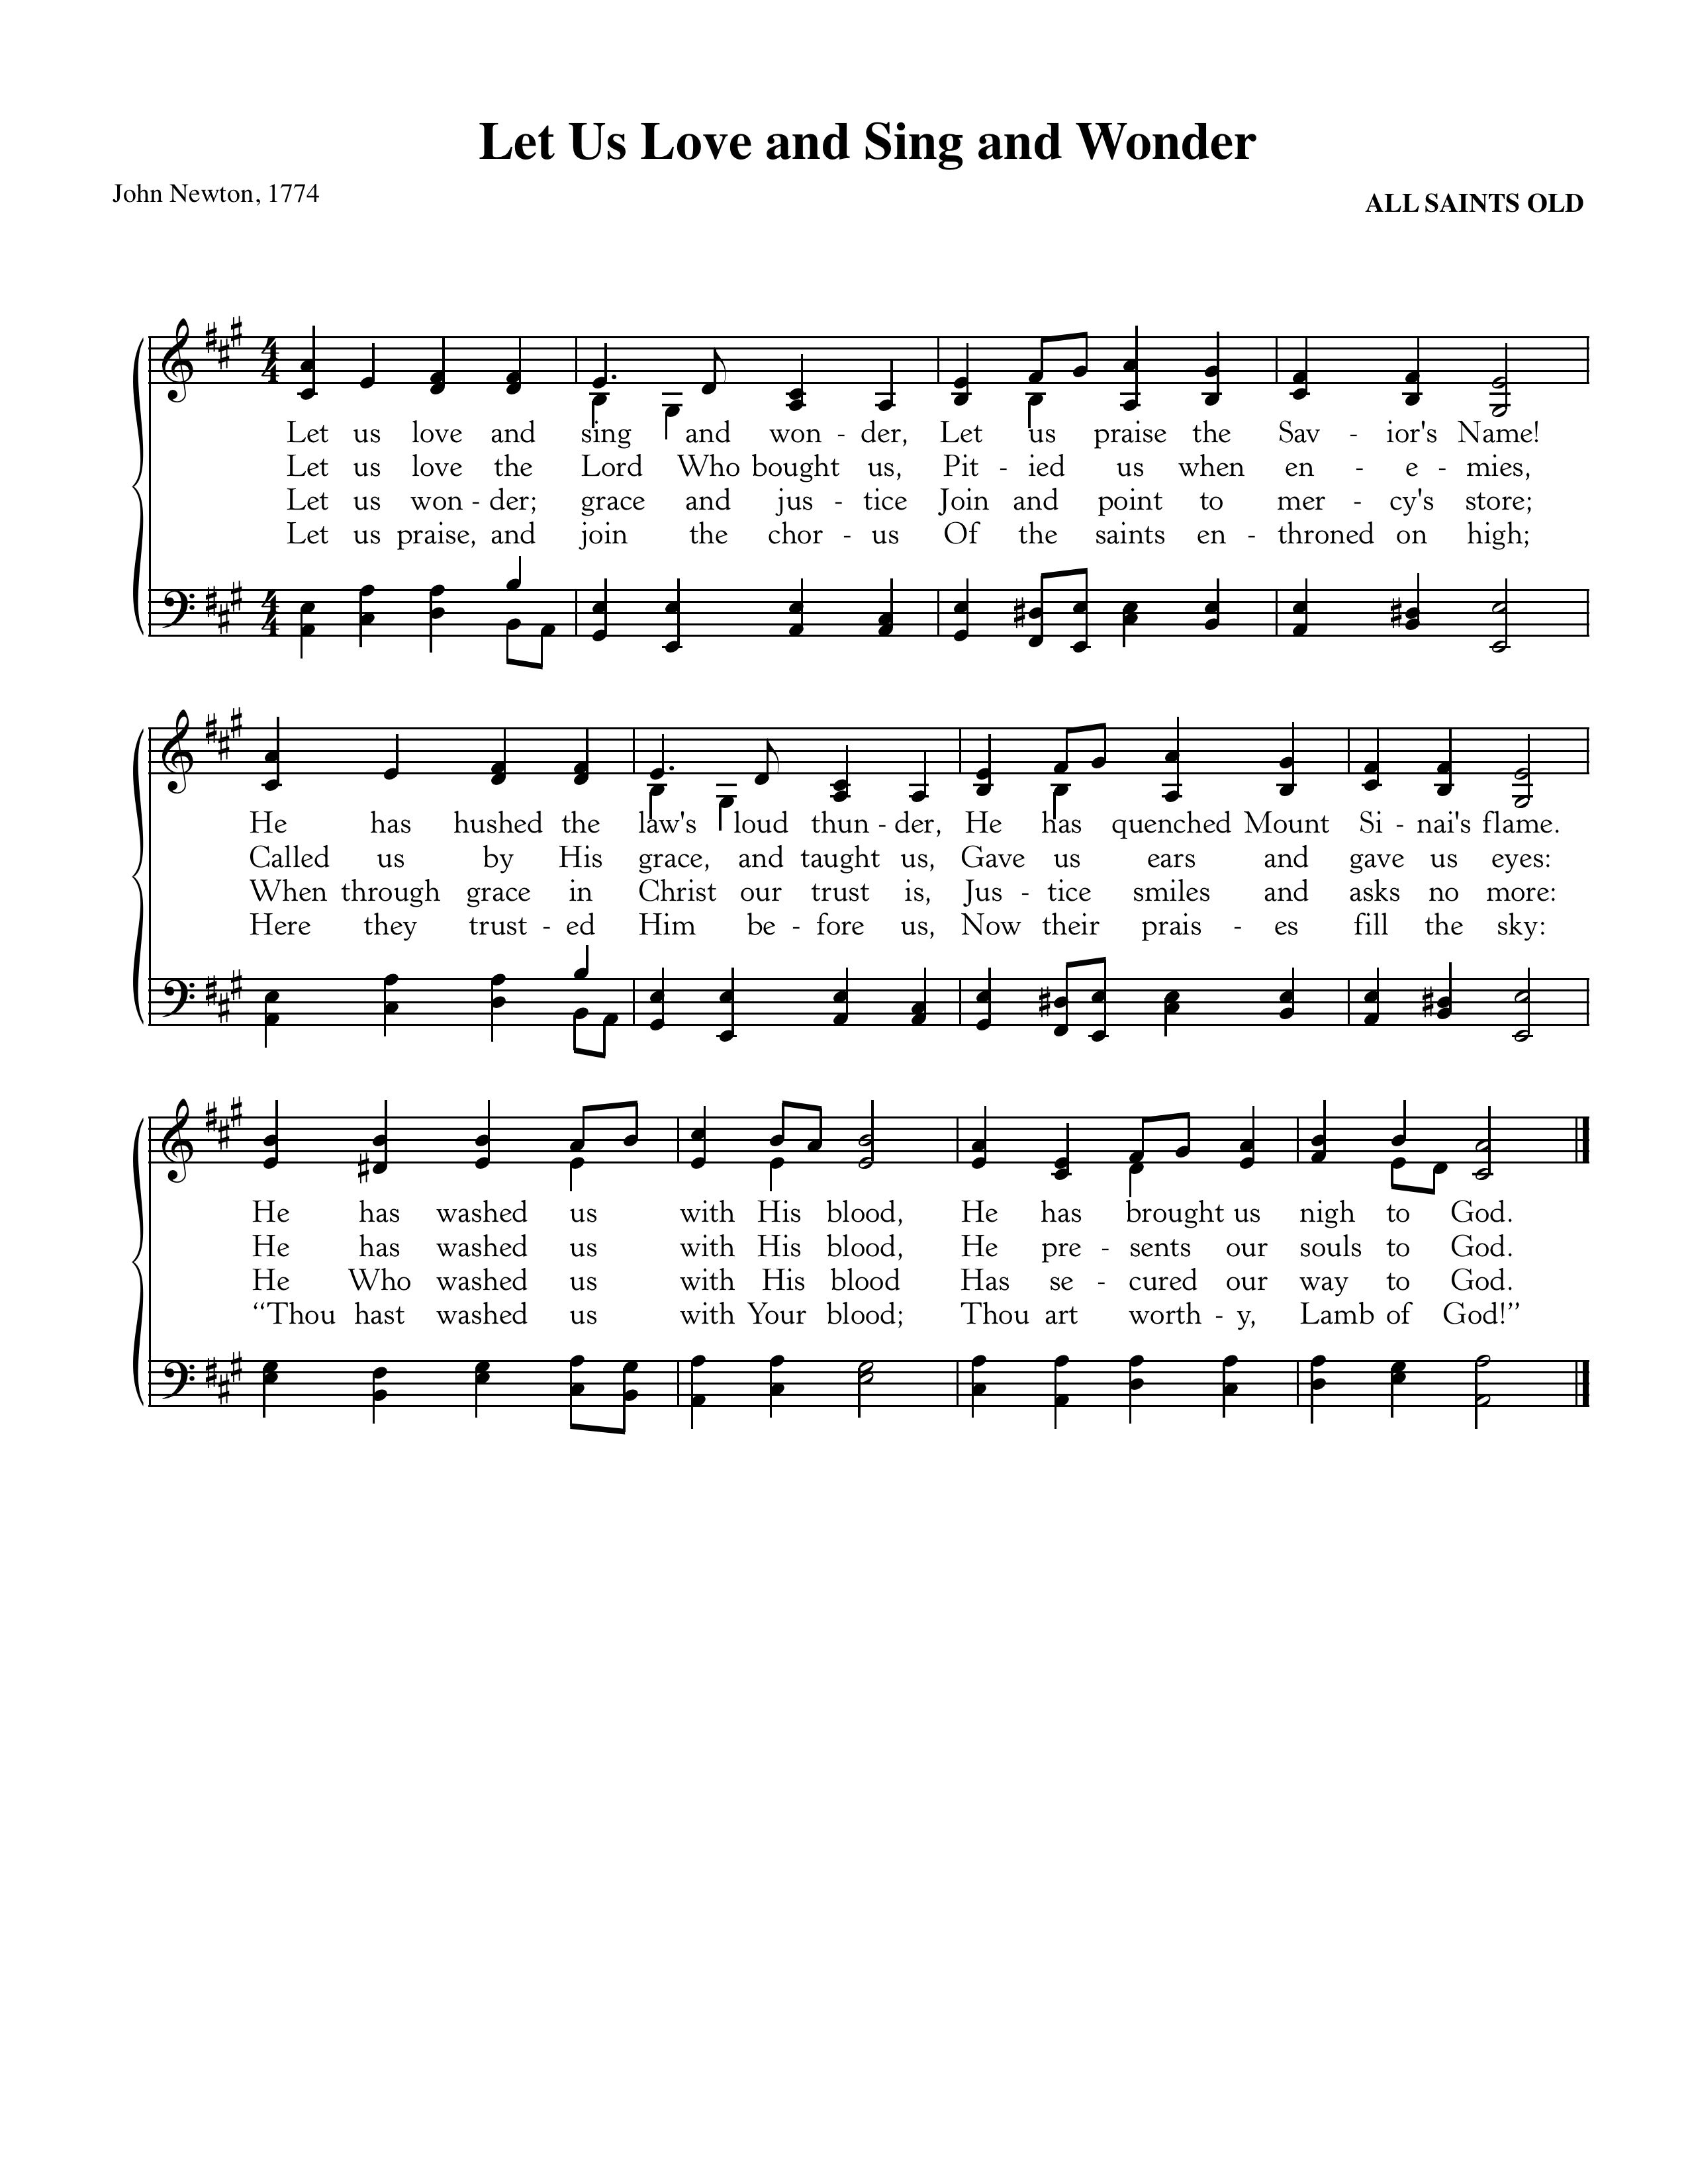 Let Us Love and Sing and Wonder
John Newton, 1774
ALL SAINTS OLD
4 4
Let us love and sing and won - der, Let us praise the Sav - ior's Name!
Let us love the Lord Who bought us, Pit - ied us when en - e - mies,
Let us won - der; grace and jus - tice Join and point to mer - cy's store;
Let us praise, and join the chor - us Of the saints en - throned on high;
4 4
He has hushed the law's loud thun - der, He has quenched Mount Si - nai's flame.
Called us by His grace, and taught us, Gave us ears and gave us eyes:
When through grace in Christ our trust is, Jus - tice smiles and asks no more:
Here they trust - ed Him be - fore us, Now their prais - es fill the sky:
He has washed us with His blood, He has brought us nigh to God.
He has washed us with His blood, He pre - sents our souls to God.
He Who washed us with His blood Has se - cured our way to God.
“Thou hast washed us with Your blood; Thou art worth - y, Lamb of God!”